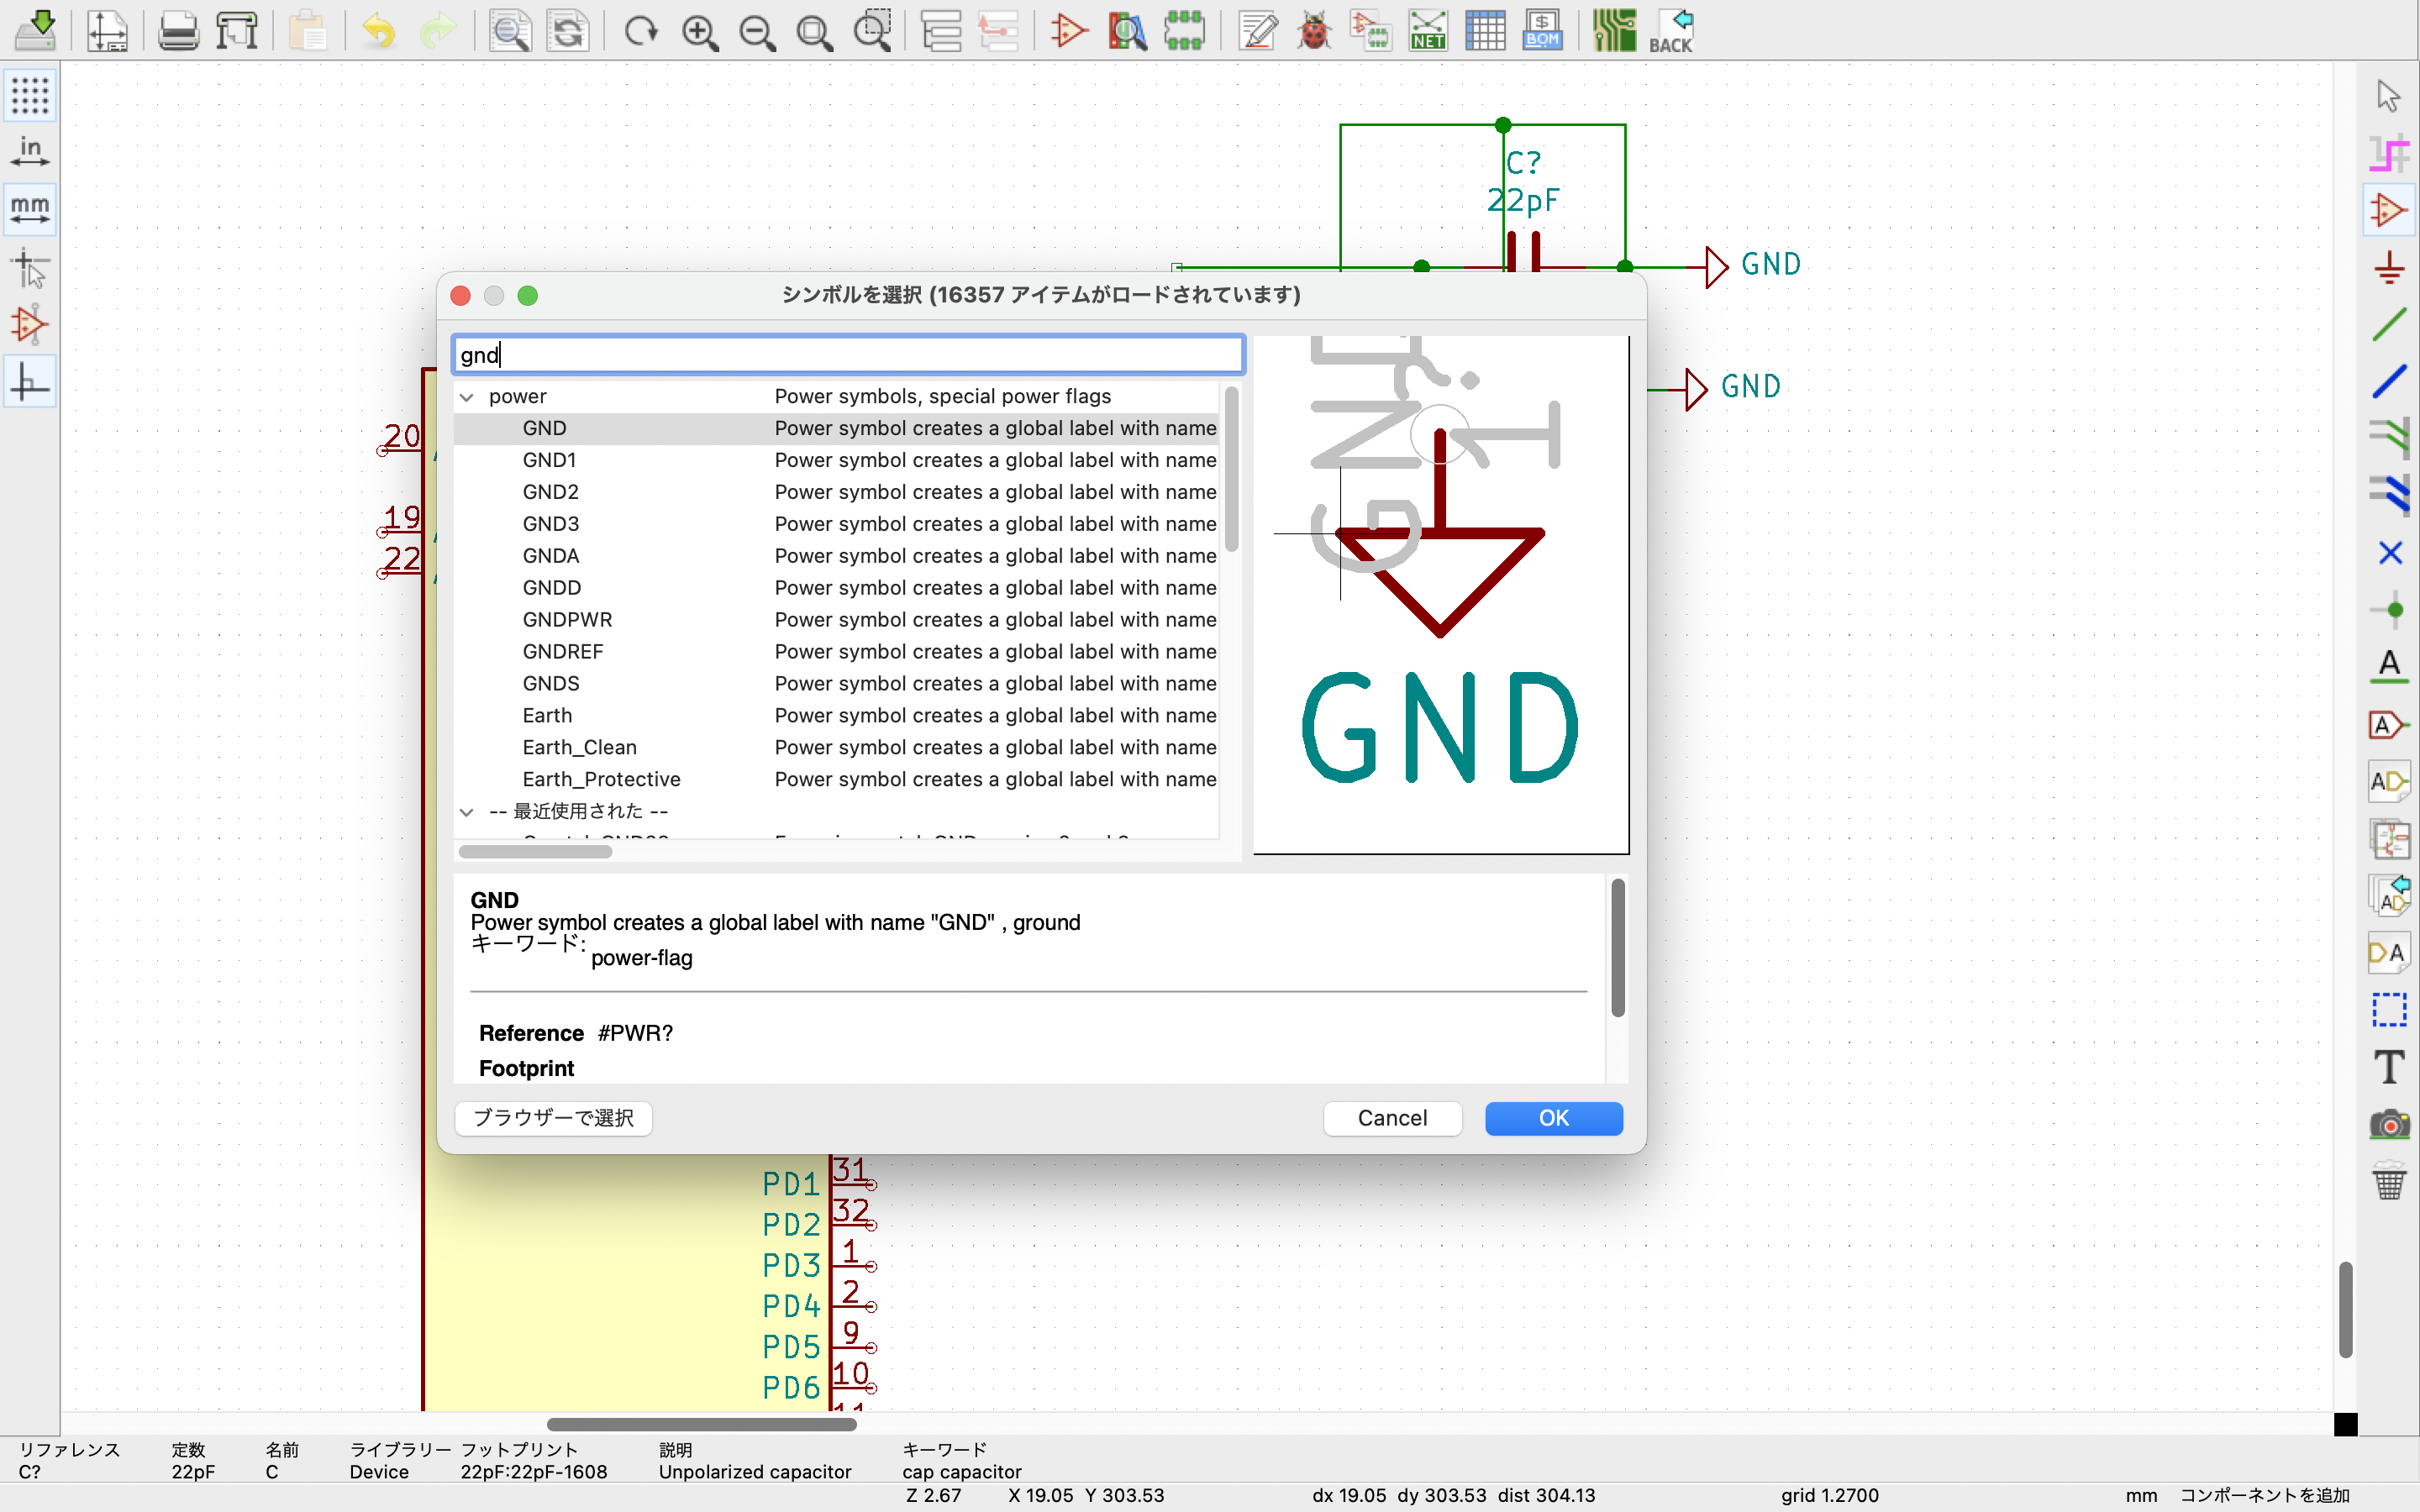 NET
$
BOM
BACK
in
mm
C?
22pF
GND
GND
シンボルを選択 (16357 アイテムがロードされています)
gnd
power Power symbols, special power flags
GND Power symbol creates a global label with name
GND1 Power symbol creates a global label with name
GND2 Power symbol creates a global label with name
GND3 Power symbol creates a global label with name
GNDA Power symbol creates a global label with name
GNDD Power symbol creates a global label with name
GNDPWR Power symbol creates a global label with name
GNDREF Power symbol creates a global label with name
GNDS Power symbol creates a global label with name
Earth Power symbol creates a global label with name
Earth_Clean Power symbol creates a global label with name
Earth_Protective Power symbol creates a global label with name
-- 最近使用された --
1
GND
GND
20
19
22
GND
Power symbol creates a global label with name "GND" , ground
キーワード: power-flag
Reference #PWR?
Footprint
ブラウザーで選択
Cancel
OK
PD1 31
PD2 32
PD3 1
PD4 2
PD5 9
PD6 10
A
A
AD
AD
DA
T
リファレンス 定数 名前 ライブラリー フットプリント 説明 キーワード
C? 22pF C Device 22pF:22pF-1608 Unpolarized capacitor cap capacitor
Z 2.67 X 19.05 Y 303.53 dx 19.05 dy 303.53 dist 304.13 grid 1.2700 mm コンポーネントを追加